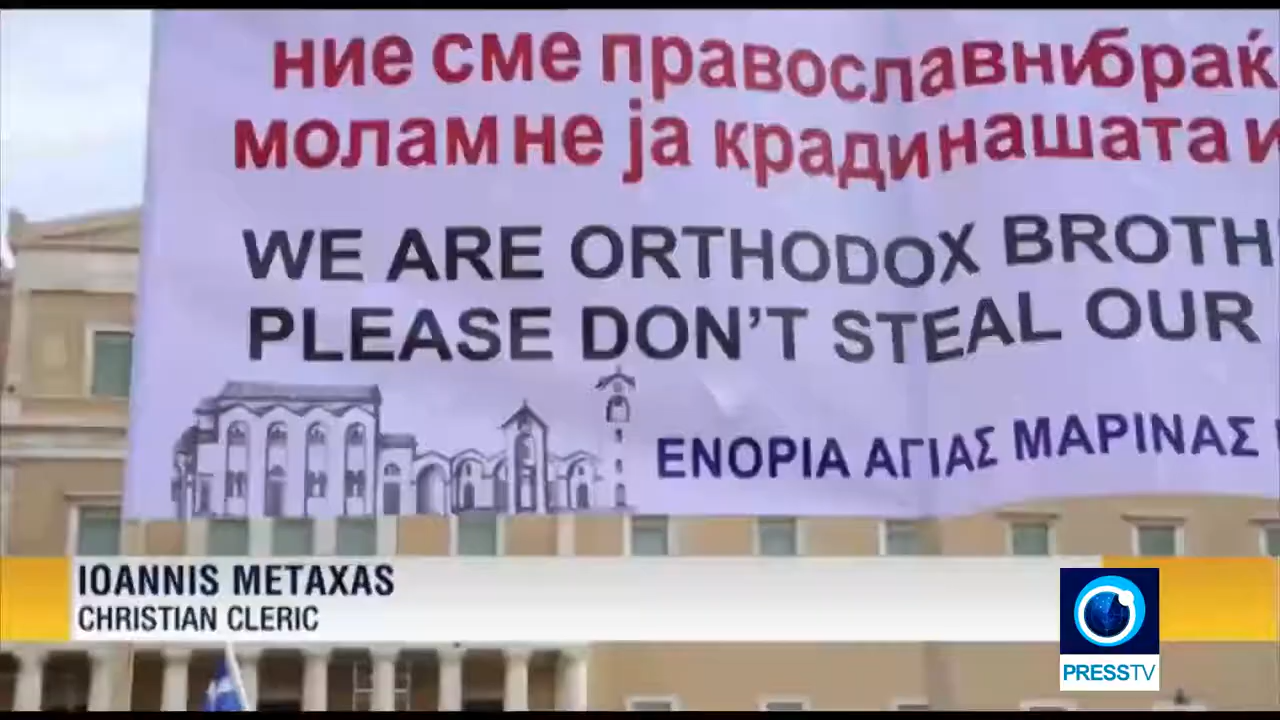 ние сме православни браќ
молам не ја крадинашата и
WE ARE ORTHODOX BROTH
PLEASE DON'T STEAL OUR
ΕΝΟΡΙΑ ΑΓΙΑΣ ΜΑΡΙΝΑΣ
IOANNIS METAXAS
CHRISTIAN CLERIC
PRESSTV